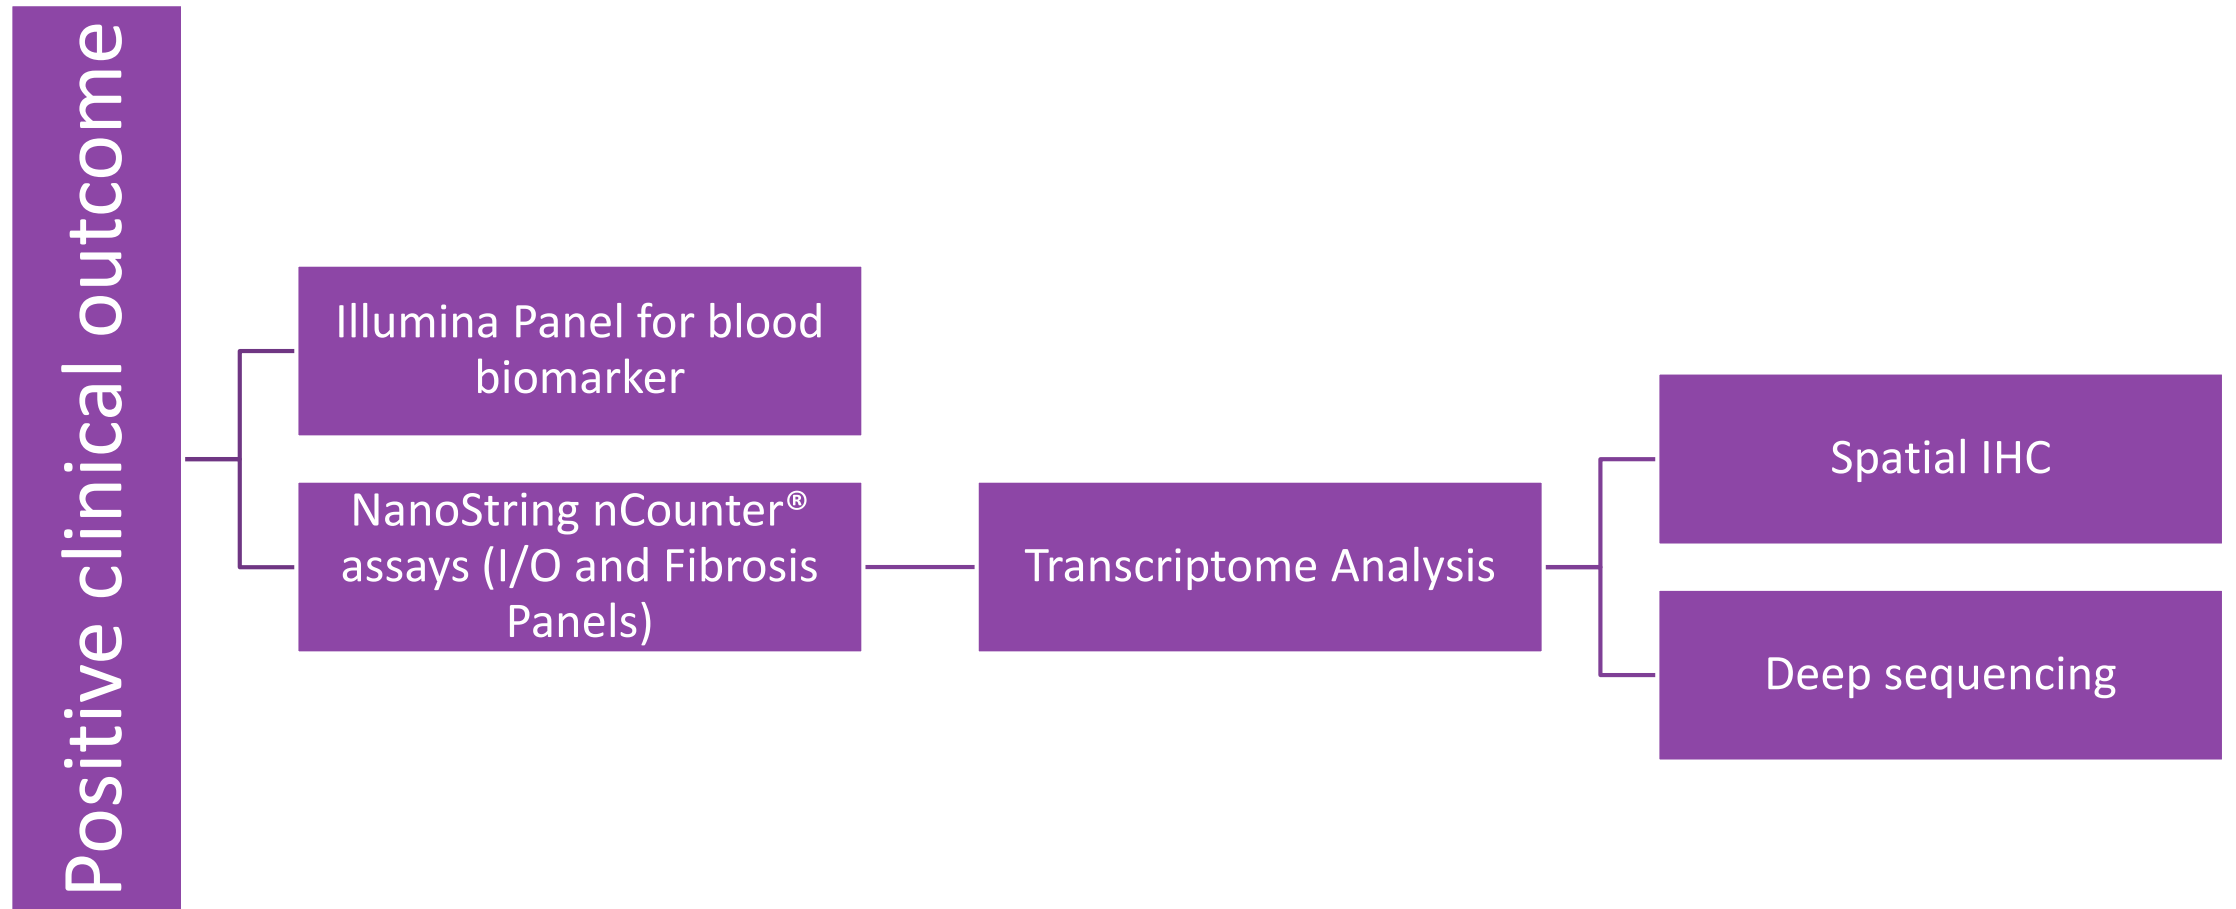 Positive clinical outcome
Illumina Panel for blood
biomarker
NanoString nCounter®
assays (I/O and Fibrosis
Panels)
Transcriptome Analysis
Spatial IHC
Deep sequencing